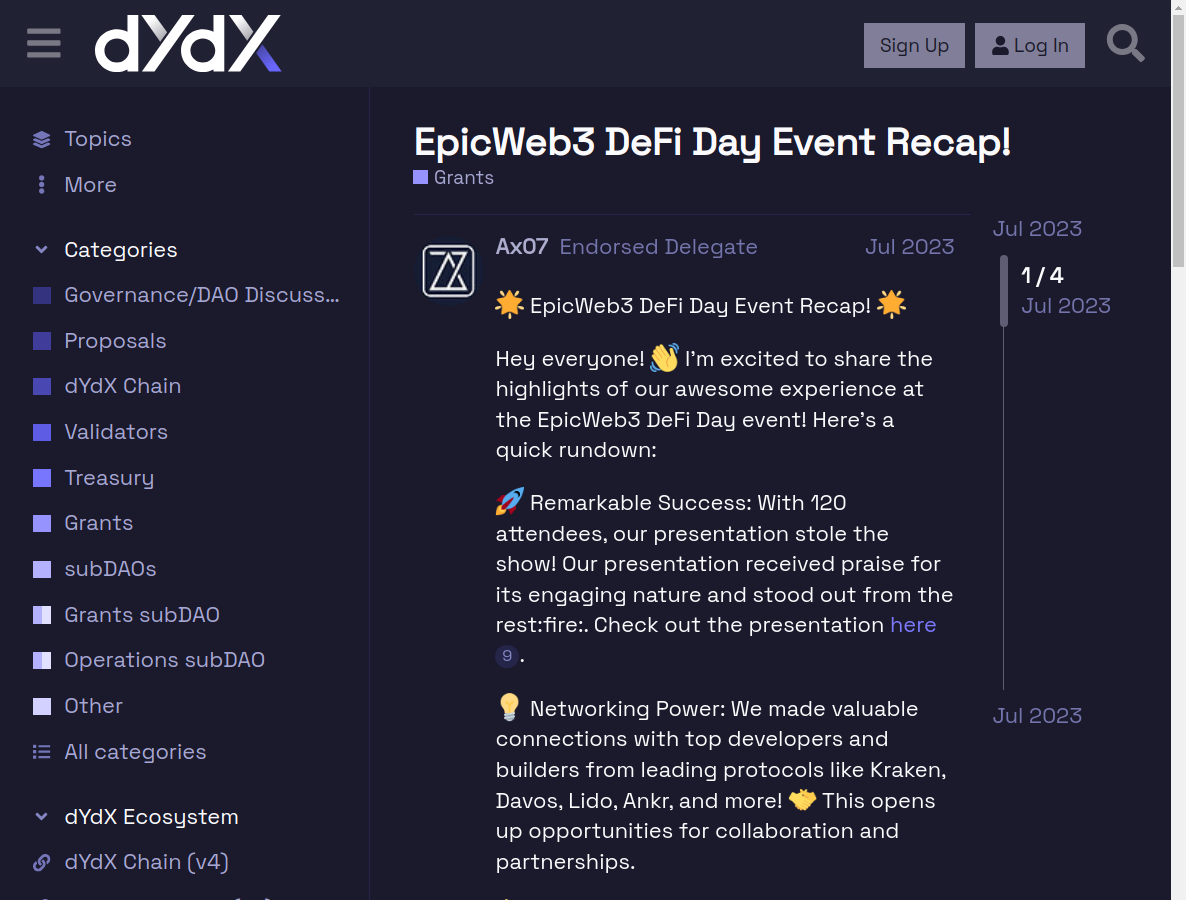 dYdX
Sign Up
Log In
Topics
More
Categories
Governance/DAO Discuss...
Proposals
dYdX Chain
Validators
Treasury
Grants
subDAOs
Grants subDAO
Operations subDAO
Other
All categories
dYdX Ecosystem
dYdX Chain (v4)
EpicWeb3 DeFi Day Event Recap!
Grants
Ax07 Endorsed Delegate Jul 2023
🌟 EpicWeb3 DeFi Day Event Recap! 🌟
Hey everyone! 👋 I'm excited to share the
highlights of our awesome experience at
the EpicWeb3 DeFi Day event! Here's a
quick rundown:
🚀 Remarkable Success: With 120
attendees, our presentation stole the
show! Our presentation received praise for
its engaging nature and stood out from the
rest:fire:. Check out the presentation here
9 .
💡 Networking Power: We made valuable
connections with top developers and
builders from leading protocols like Kraken,
Davos, Lido, Ankr, and more! 🤝 This opens
up opportunities for collaboration and
partnerships.
Jul 2023
1 / 4
Jul 2023
Jul 2023